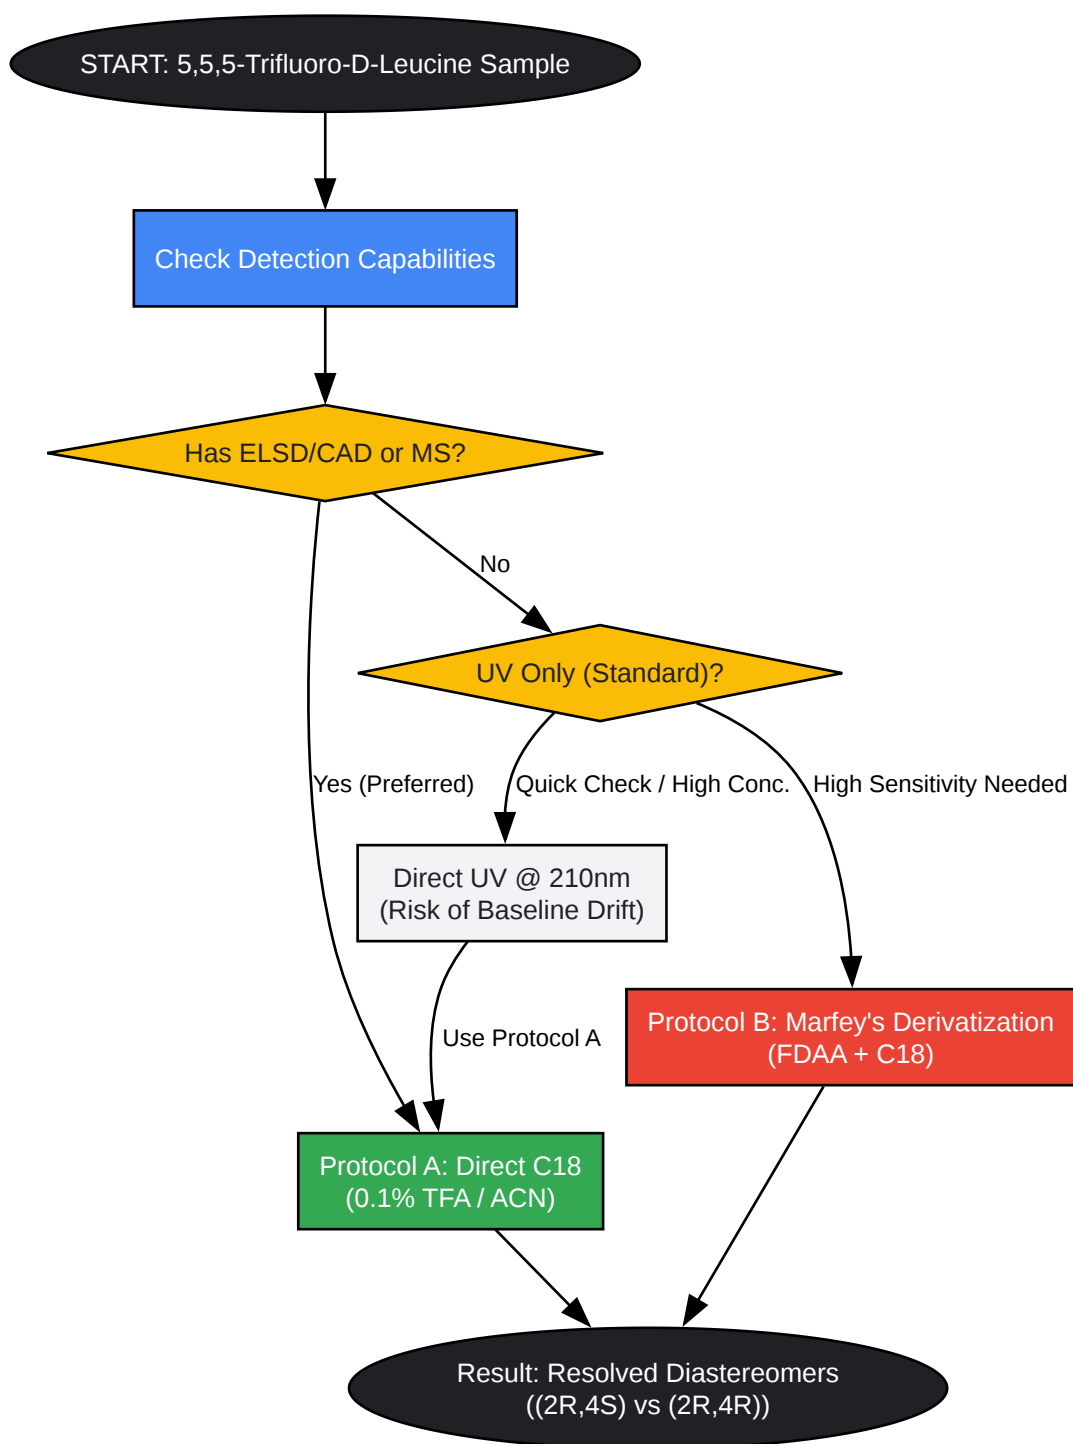 START: 5,5,5-Trifluoro-D-Leucine Sample
Check Detection Capabilities
Has ELSD/CAD or MS?
No
UV Only (Standard)?
Yes (Preferred)
Quick Check / High Conc.
High Sensitivity Needed
Direct UV @ 210nm
(Risk of Baseline Drift)
Protocol B: Marfey's Derivatization
(FDAA + C18)
Use Protocol A
Protocol A: Direct C18
(0.1% TFA / ACN)
Result: Resolved Diastereomers
((2R,4S) vs (2R,4R))